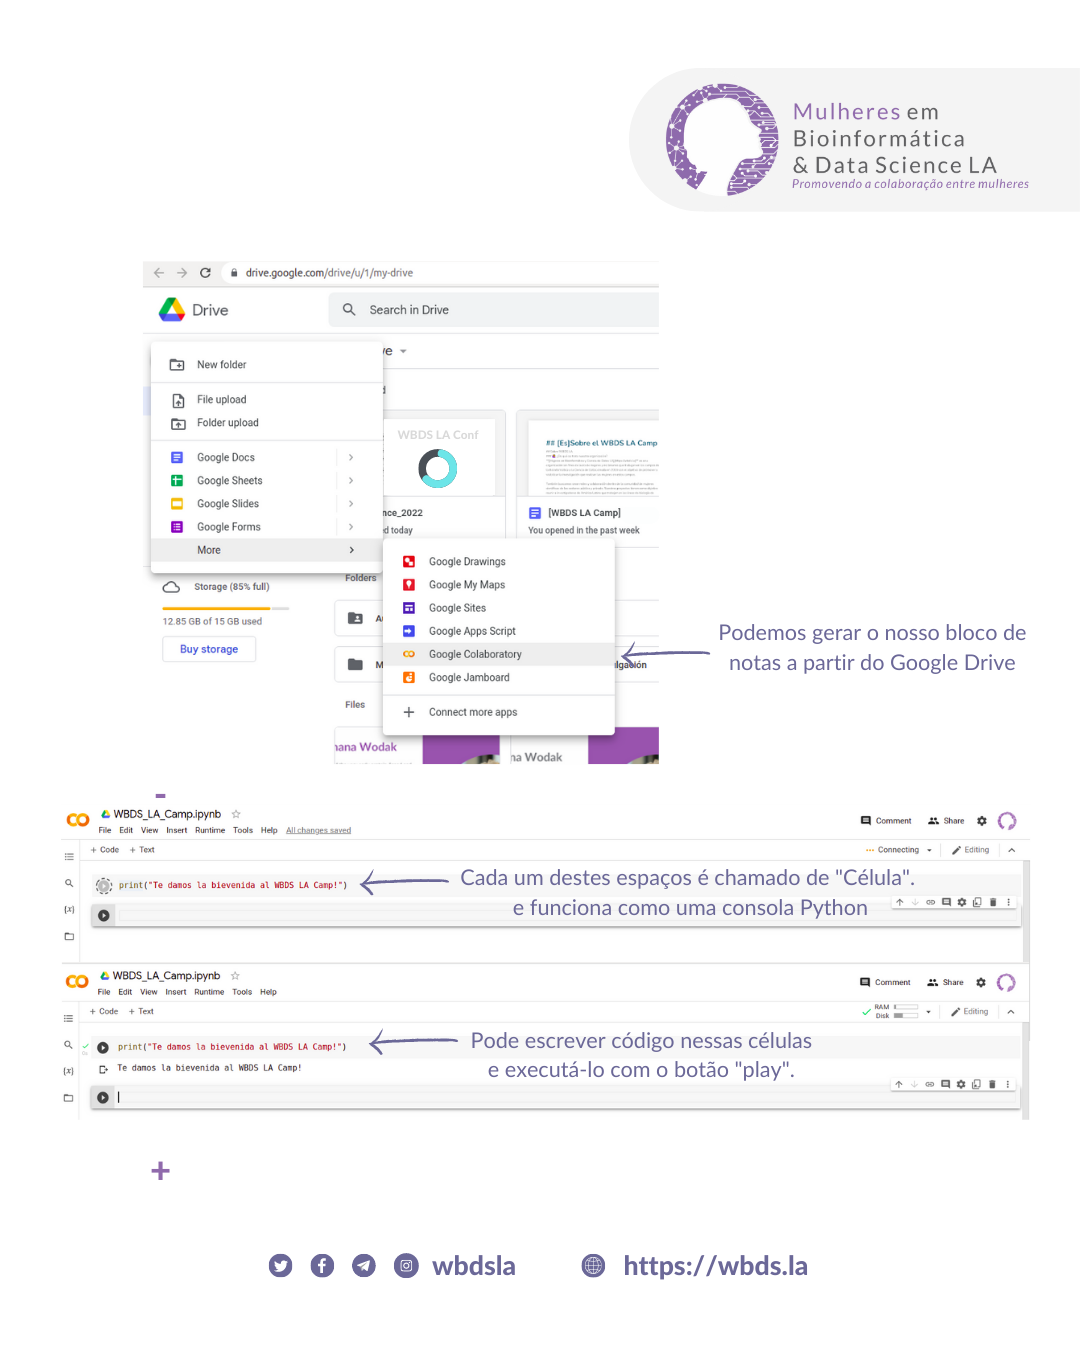 Mulheres em
Bioinformática
& Data Science LA
Promovendo a colaboração entre mulheres
drive.google.com/drive/u/1/my-drive
Drive
Search in Drive
New folder
File upload
Folder upload
Google Docs
Google Sheets
Google Slides
Google Forms
More
WBDS LA Conf
## [Es]Sobre el WBDS LA Camp
nce_2022
d today
[WBDS LA Camp]
You opened in the past week
Storage (85% full)
12.85 GB of 15 GB used
Buy storage
Folders
Google Drawings
Google My Maps
Google Sites
Google Apps Script
Google Colaboratory
Google Jamboard
Connect more apps
lgación
Files
nana Wodak
na Wodak
Podemos gerar o nosso bloco de
notas a partir do Google Drive
-
WBDS_LA_Camp.ipynb
File Edit View Insert Runtime Tools Help All changes saved
Comment Share
+ Code + Text
Connecting Editing
print("Te damos la bievenida al WBDS LA Camp!")
Cada um destes espaços é chamado de "Célula".
e funciona como uma consola Python
WBDS_LA_Camp.ipynb
File Edit View Insert Runtime Tools Help
Comment Share
+ Code + Text
RAM
Disk
Editing
print("Te damos la bievenida al WBDS LA Camp!")
Te damos la bievenida al WBDS LA Camp!
Pode escrever código nessas células
e executá-lo com o botão "play".
+
wbdsla
https://wbds.la